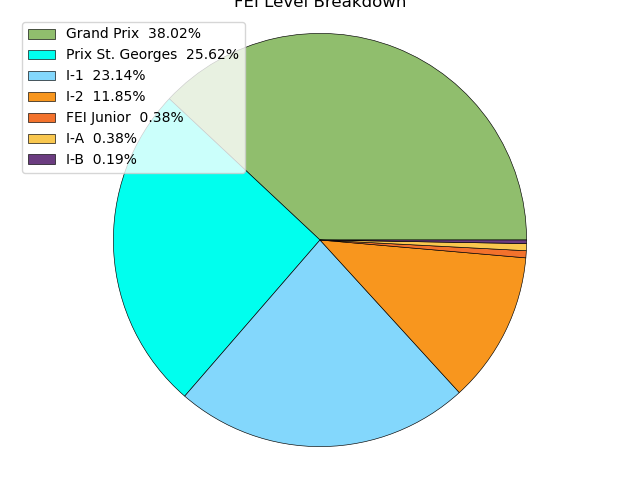 FEI Level Breakdown
Grand Prix 38.02%
Prix St. Georges 25.62%
I-1 23.14%
I-2 11.85%
FEI Junior 0.38%
I-A 0.38%
I-B 0.19%